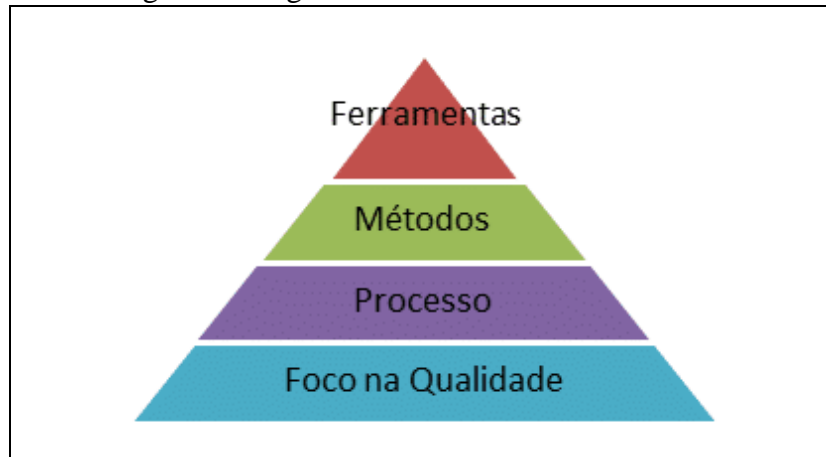 Ferramentas
Métodos
Processo
Foco na Qualidade